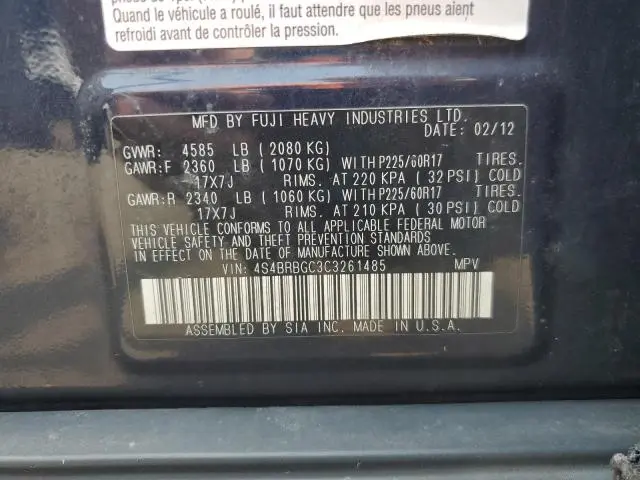 Quand le véhicule a roulé, il faut attendre que les pneus aient
refroidi avant de contrôler la pression.
MFD BY FUJI HEAVY INDUSTRIES LTD.
DATE: 02/12
GVWR: 4585 LB ( 2080 KG)
GAWR:F 2360 LB ( 1070 KG) WITH P225/60R17 TIRES.
17X7J RIMS. AT 220 KPA ( 32 PSI) COLD
GAWR:R 2340 LB ( 1060 KG) WITH P225/60R17 TIRES.
17X7J RIMS. AT 210 KPA ( 30 PSI) COLD
THIS VEHICLE CONFORMS TO ALL APPLICABLE FEDERAL MOTOR
VEHICLE SAFETY AND THEFT PREVENTION STANDARDS
IN EFFECT ON THE DATE OF MANUFACTURE SHOWN ABOVE.
VIN: 4S4BRBGC3C3261485 MPV
ASSEMBLED BY SIA INC. MADE IN U.S.A.